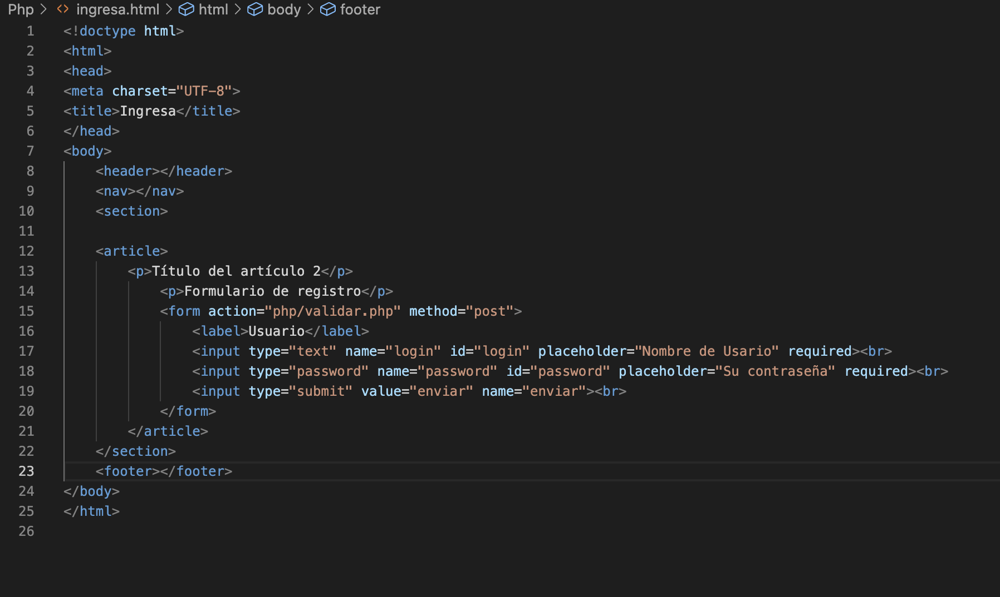 Php > <> ingresa.html > html > body > footer
1 <!doctype html>
2 <html>
3 <head>
4 <meta charset="UTF-8">
5 <title>Ingresa</title>
6 </head>
7 <body>
8     <header></header>
9     <nav></nav>
10     <section>
11
12     <article>
13         <p>Título del artículo 2</p>
14             <p>Formulario de registro</p>
15             <form action="php/validar.php" method="post">
16                 <label>Usuario</label>
17                 <input type="text" name="login" id="login" placeholder="Nombre de Usario" required><br>
18                 <input type="password" name="password" id="password" placeholder="Su contraseña" required><br>
19                 <input type="submit" value="enviar" name="enviar"><br>
20             </form>
21         </article>
22     </section>
23     <footer></footer>
24 </body>
25 </html>
26